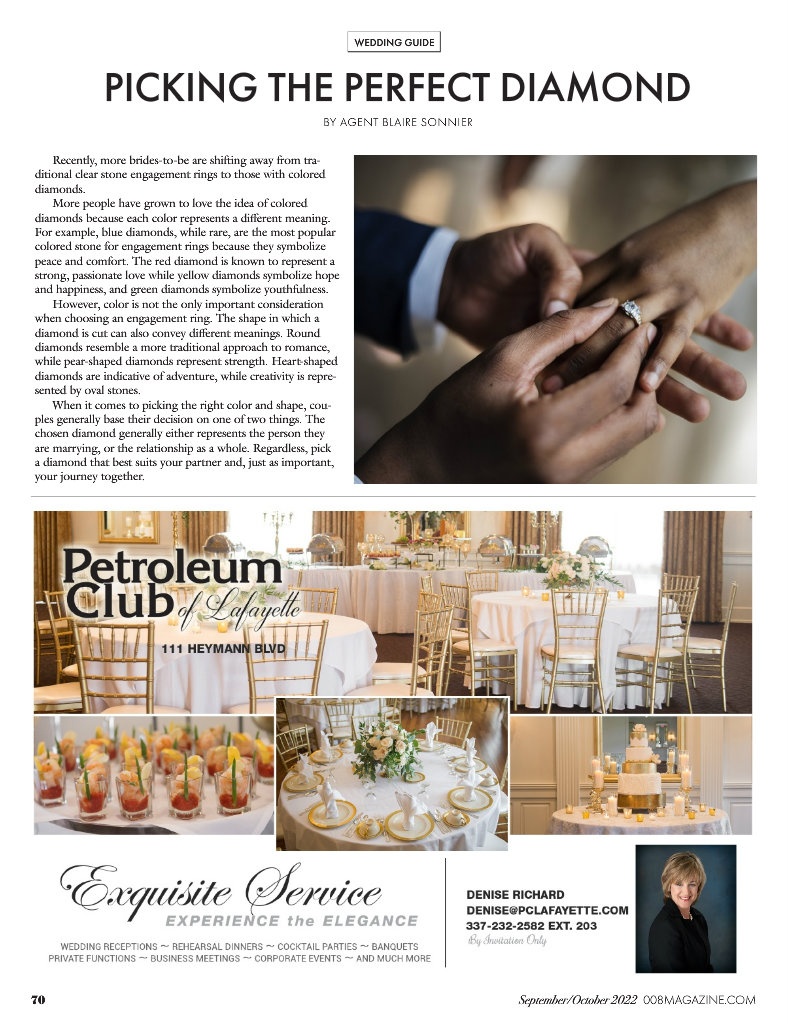 WEDDING GUIDE
PICKING THE PERFECT DIAMOND
BY AGENT BLAIRE SONNIER
Recently, more brides-to-be are shifting away from tra-
ditional clear stone engagement rings to those with colored
diamonds.
More people have grown to love the idea of colored
diamonds because each color represents a different meaning.
For example, blue diamonds, while rare, are the most popular
colored stone for engagement rings because they symbolize
peace and comfort. The red diamond is known to represent a
strong, passionate love while yellow diamonds symbolize hope
and happiness, and green diamonds symbolize youthfulness.
However, color is not the only important consideration
when choosing an engagement ring. The shape in which a
diamond is cut can also convey different meanings. Round
diamonds resemble a more traditional approach to romance,
while pear-shaped diamonds represent strength. Heart-shaped
diamonds are indicative of adventure, while creativity is repre-
sented by oval stones.
When it comes to picking the right color and shape, cou-
ples generally base their decision on one of two things. The
chosen diamond generally either represents the person they
are marrying, or the relationship as a whole. Regardless, pick
a diamond that best suits your partner and, just as important,
your journey together.
Petroleum
Club of Lafayette
111 HEYMANN BLVD
Exquisite Service
EXPERIENCE the ELEGANCE
WEDDING RECEPTIONS ~ REHEARSAL DINNERS ~ COCKTAIL PARTIES ~ BANQUETS
PRIVATE FUNCTIONS ~ BUSINESS MEETINGS ~ CORPORATE EVENTS ~ AND MUCH MORE
DENISE RICHARD
DENISE@PCLAFAYETTE.COM
337-232-2582 EXT. 203
By Invitation Only
70
September/October 2022 008MAGAZINE.COM